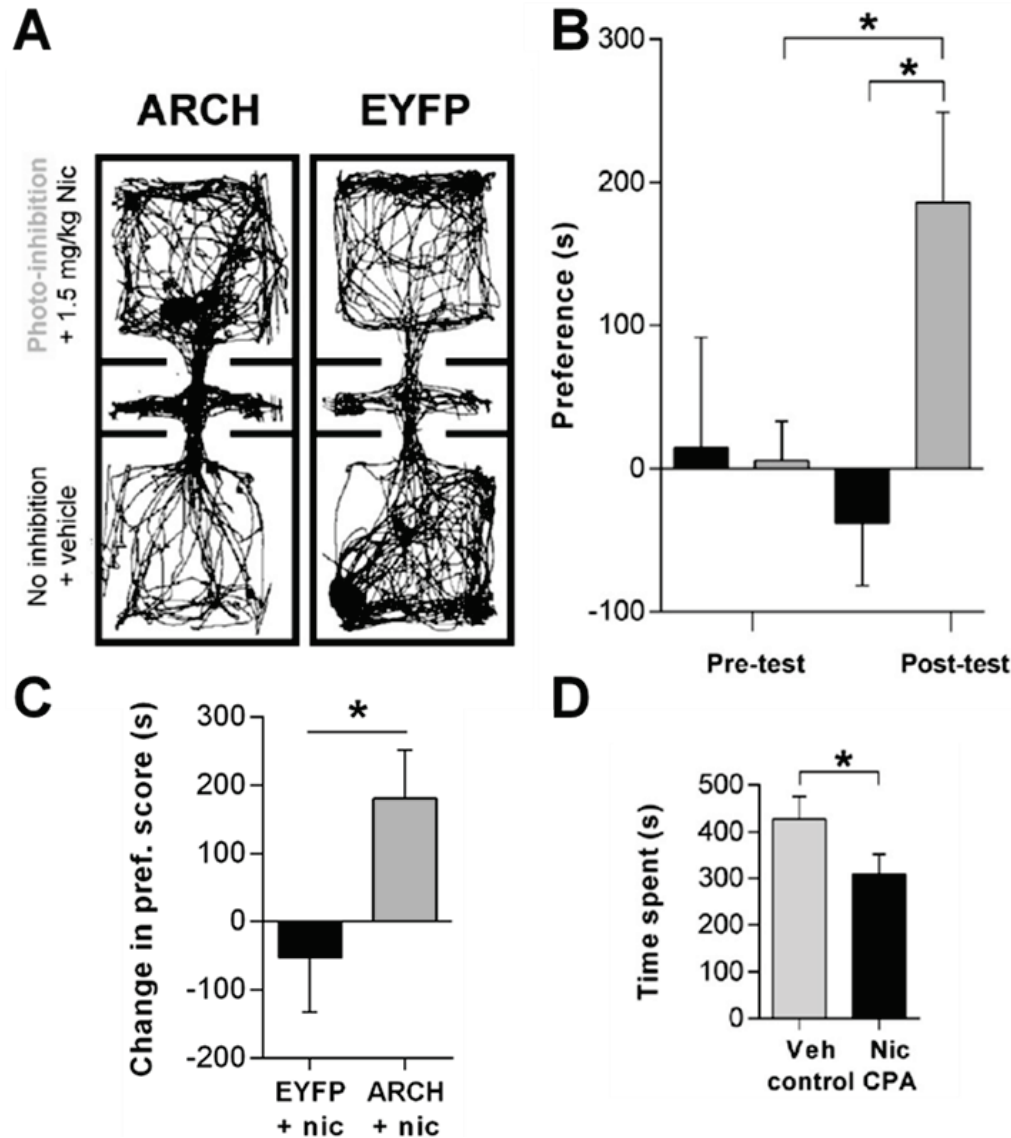 A
ARCH EYFP
Photo-inhibition
+ 1.5 mg/kg Nic
No inhibition
+ vehicle
B
Preference (s)
300
200
100
0
-100
*
*
Pre-test Post-test
C
Change in pref. score (s)
300
200
100
0
-100
-200
*
EYFP ARCH
+ nic + nic
D
Time spent (s)
500
400
300
200
100
0
*
Veh Nic
control CPA